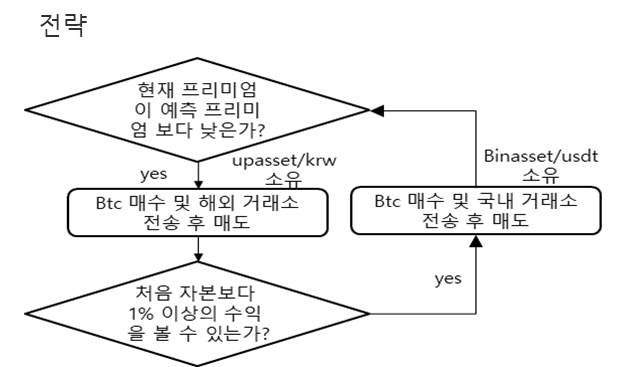 전략
현재 프리미엄
이 예측 프리미
엄 보다 낮은가?
yes
upasset/krw
소유
Binasset/usdt
소유
Btc 매수 및 해외 거래소
전송 후 매도
Btc 매수 및 국내 거래소
전송 후 매도
yes
처음 자본보다
1% 이상의 수익
을 볼 수 있는가?